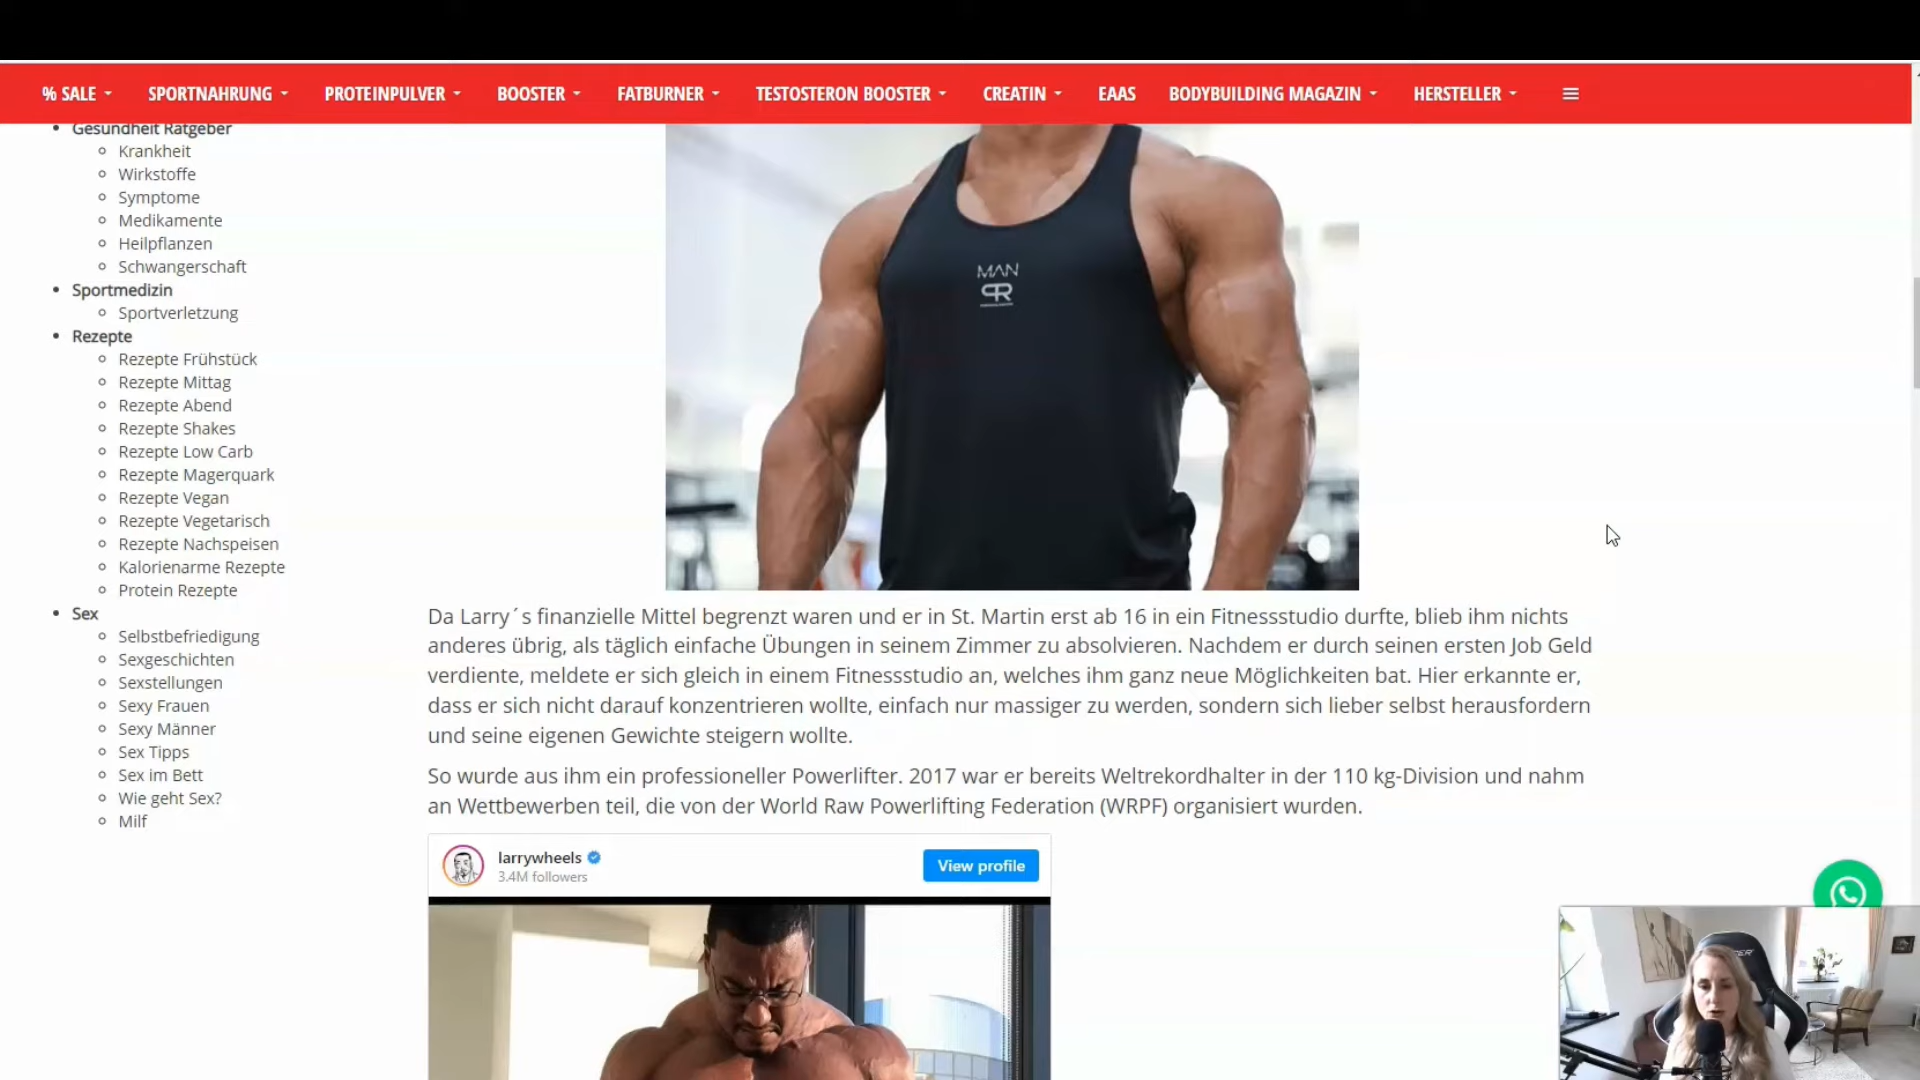 % SALE SPORTNAHRUNG PROTEINPULVER BOOSTER FATBURNER TESTOSTERON BOOSTER CREATIN EAAS BODYBUILDING MAGAZIN HERSTELLER
Gesundheit Ratgeber
Krankheit
Wirkstoffe
Symptome
Medikamente
Heilpflanzen
Schwangerschaft
Sportmedizin
Sportverletzung
Rezepte
Rezepte Frühstück
Rezepte Mittag
Rezepte Abend
Rezepte Shakes
Rezepte Low Carb
Rezepte Magerquark
Rezepte Vegan
Rezepte Vegetarisch
Rezepte Nachspeisen
Kalorienarme Rezepte
Protein Rezepte
Sex
Selbstbefriedigung
Sexgeschichten
Sexstellungen
Sexy Frauen
Sexy Männer
Sex Tipps
Sex im Bett
Wie geht Sex?
Milf
MAN
PR
Da Larry´s finanzielle Mittel begrenzt waren und er in St. Martin erst ab 16 in ein Fitnessstudio durfte, blieb ihm nichts
anderes übrig, als täglich einfache Übungen in seinem Zimmer zu absolvieren. Nachdem er durch seinen ersten Job Geld
verdiente, meldete er sich gleich in einem Fitnessstudio an, welches ihm ganz neue Möglichkeiten bat. Hier erkannte er,
dass er sich nicht darauf konzentrieren wollte, einfach nur massiger zu werden, sondern sich lieber selbst herausfordern
und seine eigenen Gewichte steigern wollte.
So wurde aus ihm ein professioneller Powerlifter. 2017 war er bereits Weltrekordhalter in der 110 kg-Division und nahm
an Wettbewerben teil, die von der World Raw Powerlifting Federation (WRPF) organisiert wurden.
larrywheels
3.4M followers
View profile